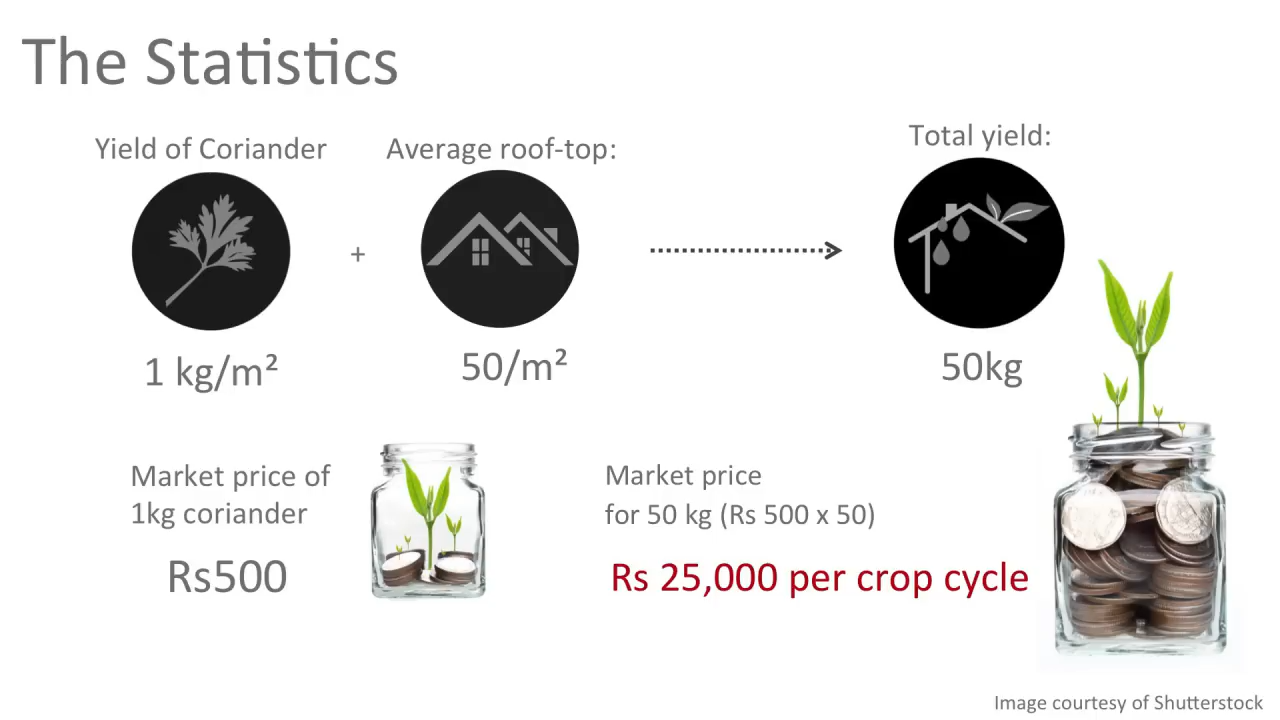 The Statistics
Yield of Coriander
Average roof-top:
Total yield:
+
1 kg/m²
50/m²
50kg
Market price of
1kg coriander
Rs500
Market price
for 50 kg (Rs 500 x 50)
Rs 25,000 per crop cycle
Image courtesy of Shutterstock